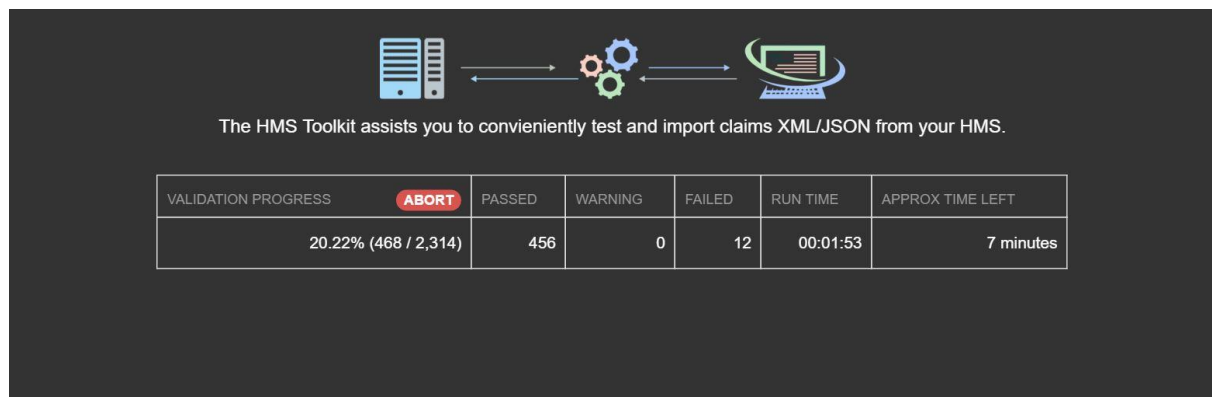 The HMS Toolkit assists you to convieniently test and import claims XML/JSON from your HMS.
VALIDATION PROGRESS ABORT PASSED WARNING FAILED RUN TIME APPROX TIME LEFT
20.22% (468 / 2,314) 456 0 12 00:01:53 7 minutes